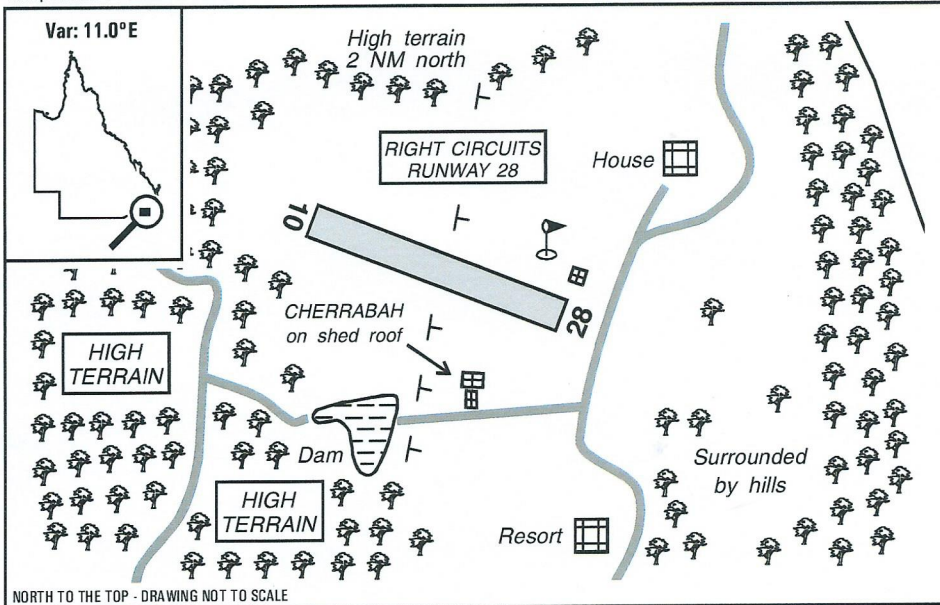 Var: 11.0°E
High terrain
2 NM north
RIGHT CIRCUITS
RUNWAY 28
House
10
28
CHERRABAH
on shed roof
HIGH
TERRAIN
Dam
HIGH
TERRAIN
Surrounded
by hills
Resort
NORTH TO THE TOP - DRAWING NOT TO SCALE